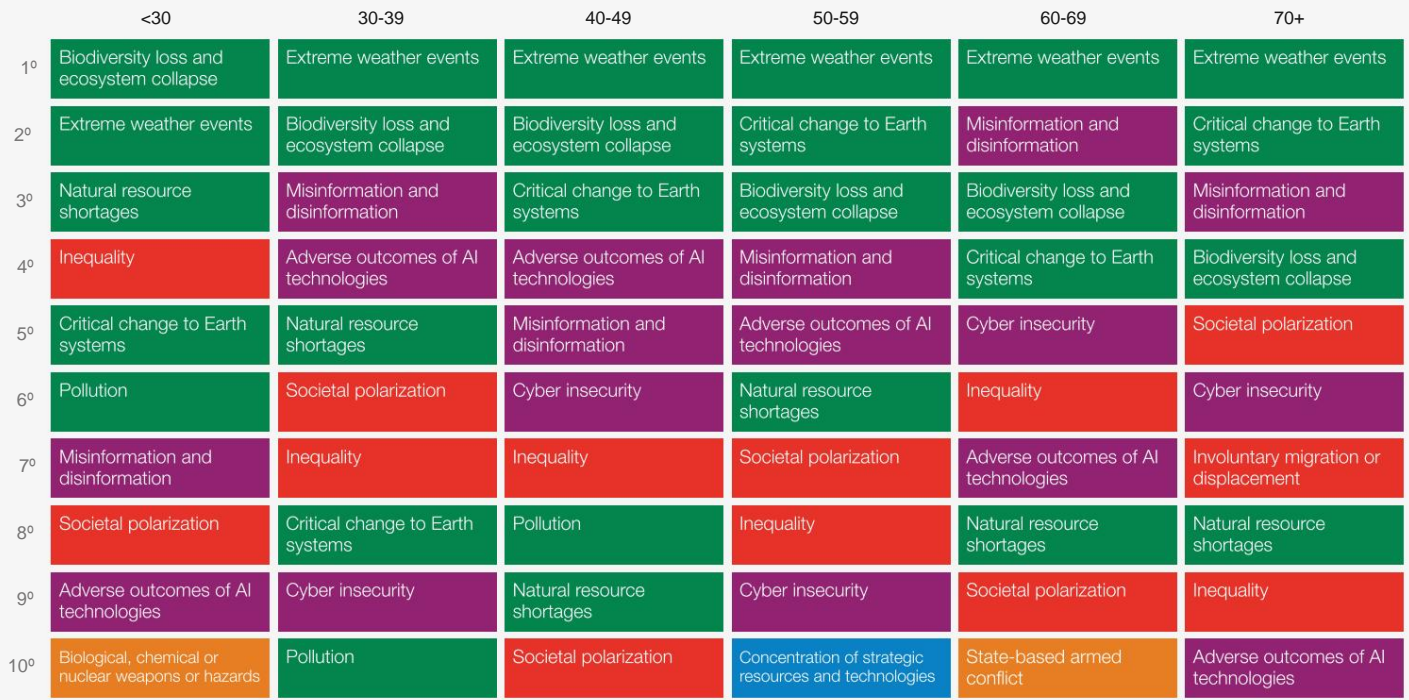 <30 30-39 40-49 50-59 60-69 70+
1º
Biodiversity loss and
ecosystem collapse
Extreme weather events
Extreme weather events
Extreme weather events
Extreme weather events
Extreme weather events
2º
Extreme weather events
Biodiversity loss and
ecosystem collapse
Biodiversity loss and
ecosystem collapse
Critical change to Earth
systems
Misinformation and
disinformation
Critical change to Earth
systems
3º
Natural resource
shortages
Misinformation and
disinformation
Critical change to Earth
systems
Biodiversity loss and
ecosystem collapse
Biodiversity loss and
ecosystem collapse
Misinformation and
disinformation
4º
Inequality
Adverse outcomes of AI
technologies
Adverse outcomes of AI
technologies
Misinformation and
disinformation
Critical change to Earth
systems
Biodiversity loss and
ecosystem collapse
5º
Critical change to Earth
systems
Natural resource
shortages
Misinformation and
disinformation
Adverse outcomes of AI
technologies
Cyber insecurity
Societal polarization
6º
Pollution
Societal polarization
Cyber insecurity
Natural resource
shortages
Inequality
Cyber insecurity
7º
Misinformation and
disinformation
Inequality
Inequality
Societal polarization
Adverse outcomes of AI
technologies
Involuntary migration or
displacement
8º
Societal polarization
Critical change to Earth
systems
Pollution
Inequality
Natural resource
shortages
Natural resource
shortages
9º
Adverse outcomes of AI
technologies
Cyber insecurity
Natural resource
shortages
Cyber insecurity
Societal polarization
Inequality
10º
Biological, chemical or
nuclear weapons or hazards
Pollution
Societal polarization
Concentration of strategic
resources and technologies
State-based armed
conflict
Adverse outcomes of AI
technologies